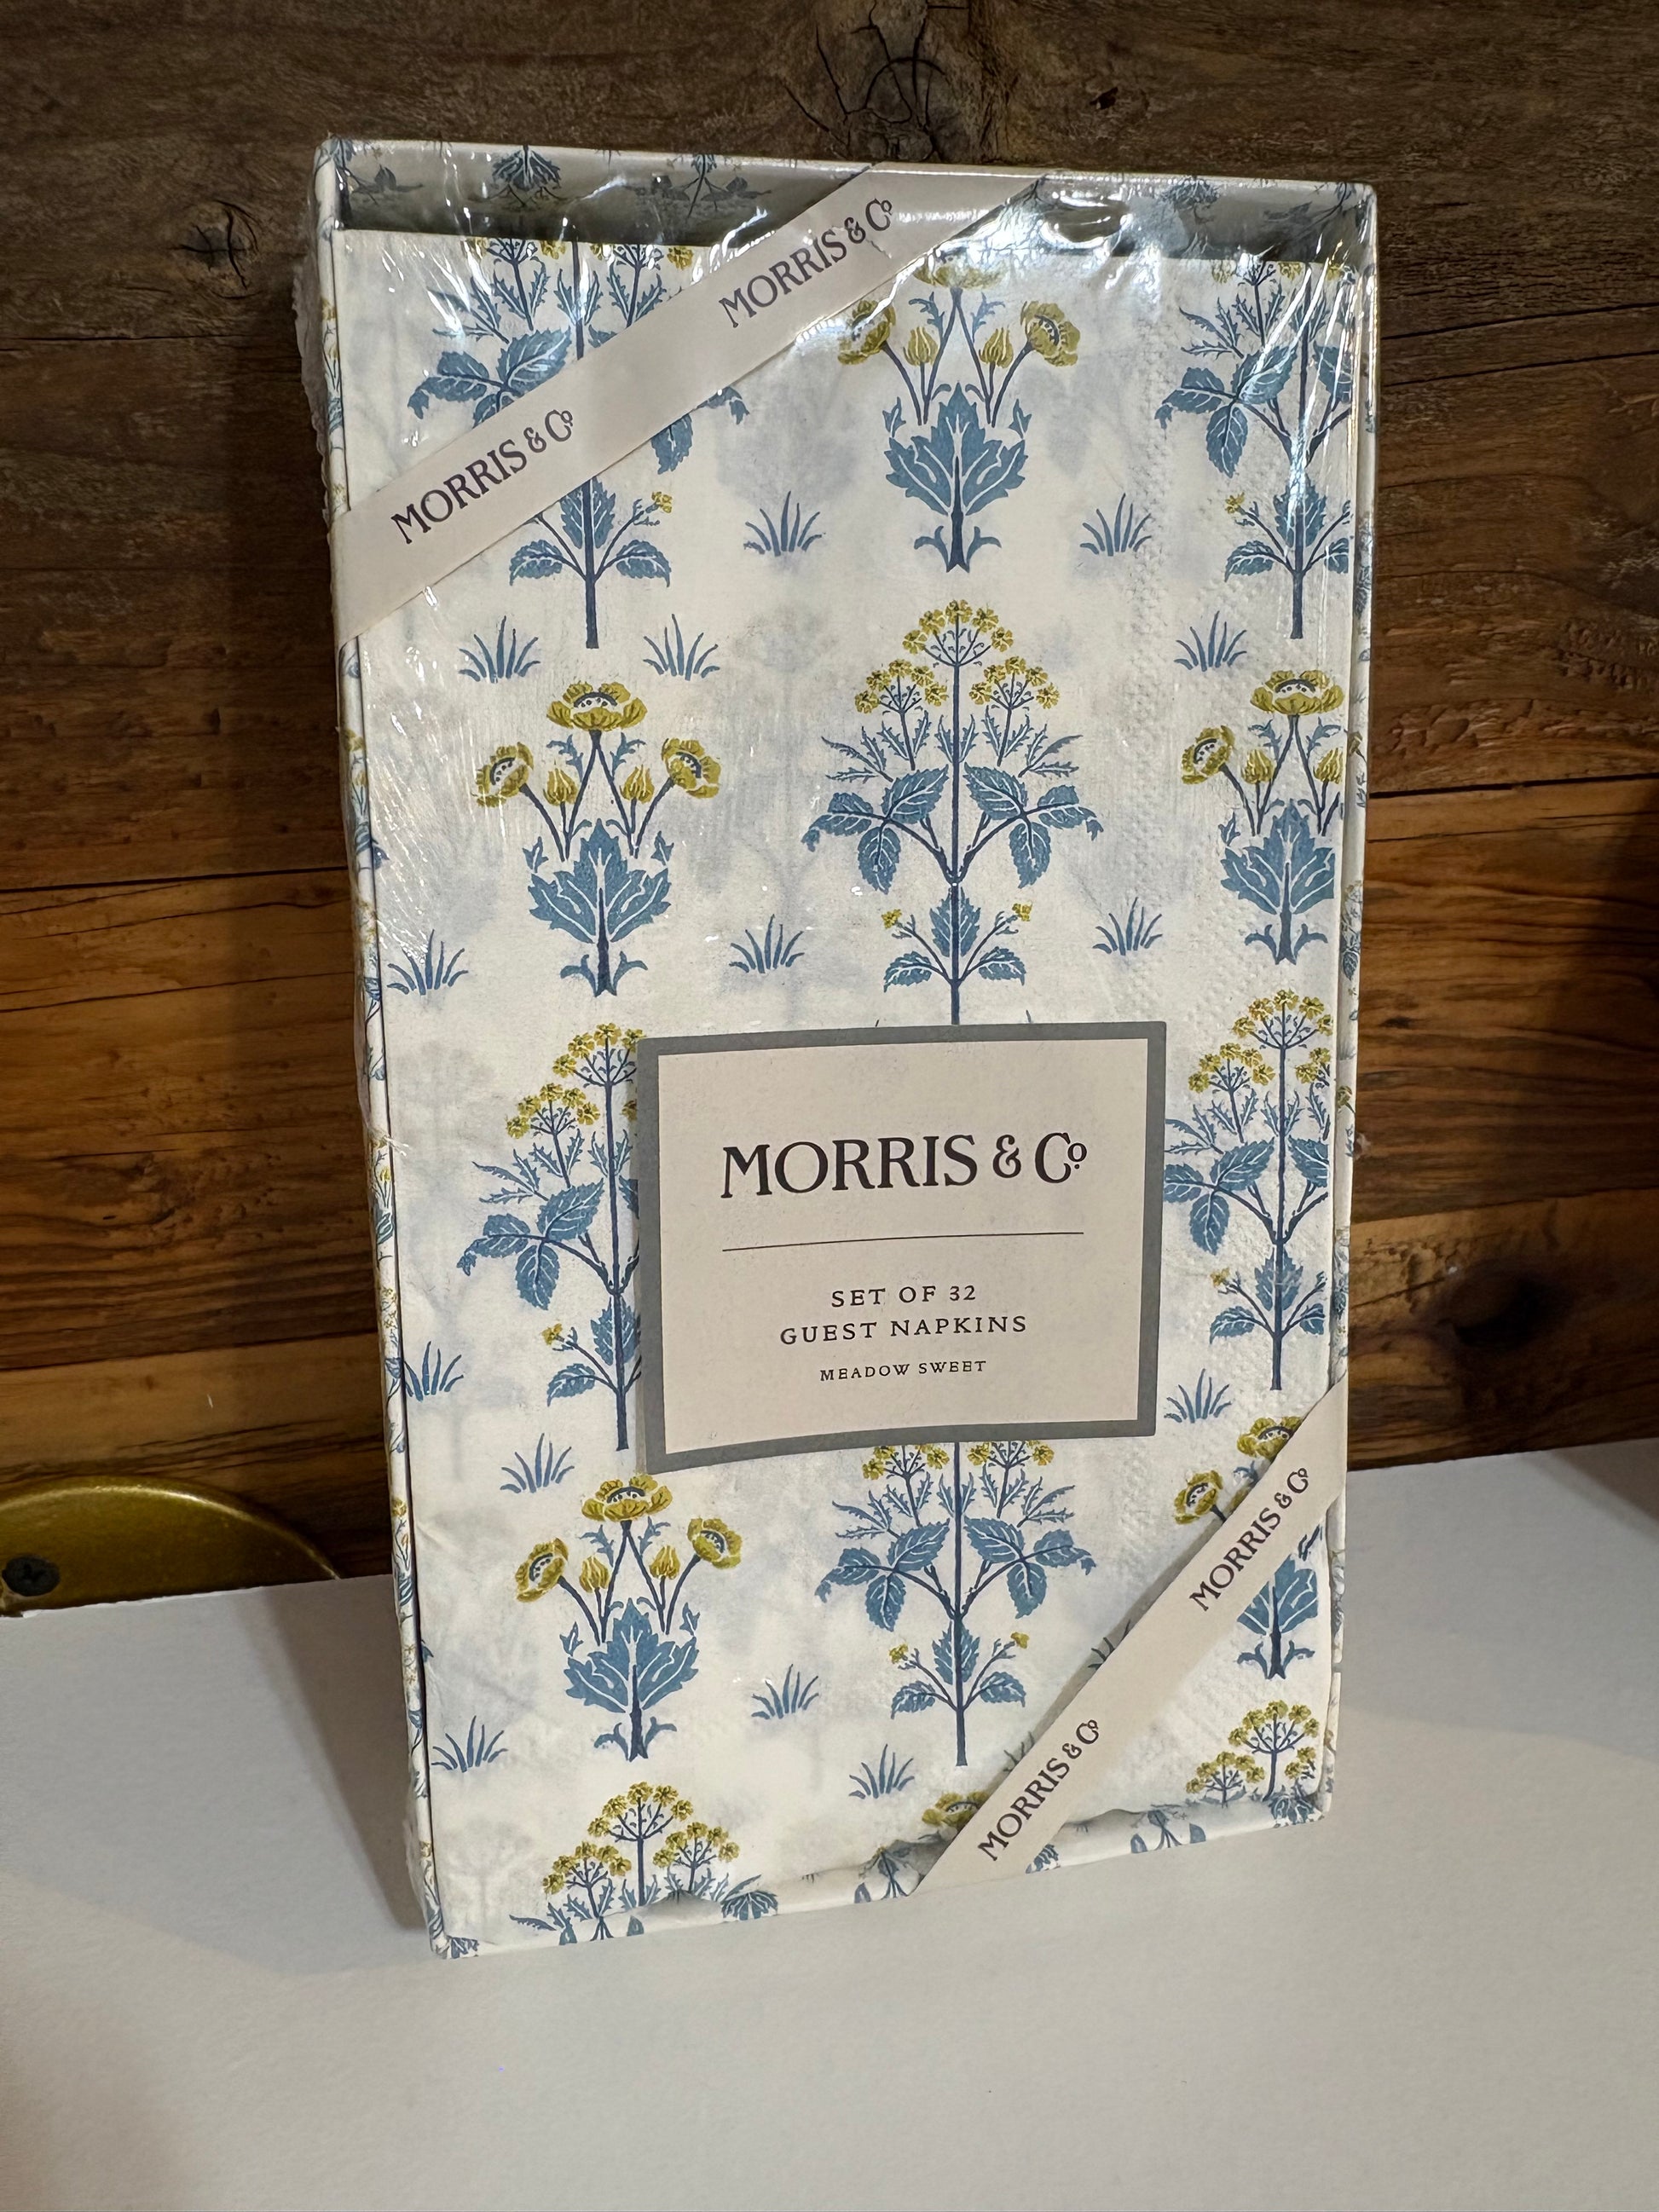 MORRIS & Co
MORRIS & Co
MORRIS & Co
SET OF 32
GUEST NAPKINS
MEADOW SWEET
MORRIS & Co
MORRIS & Co